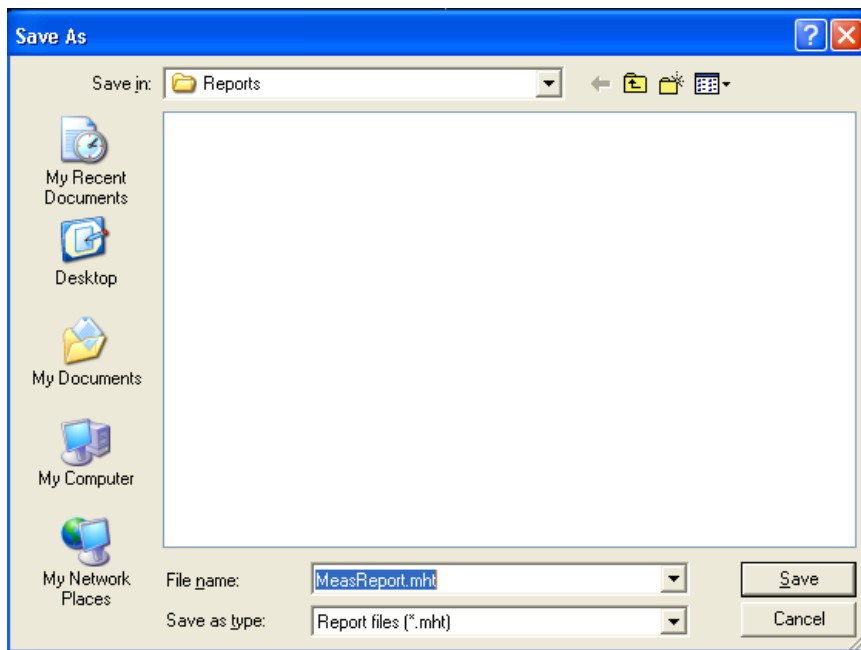 Save As
Save in:
Reports
My Recent
Documents
Desktop
My Documents
My Computer
My Network
Places
File name:
MeasReport.mht
Save
Save as type:
Report files (*.mht)
Cancel